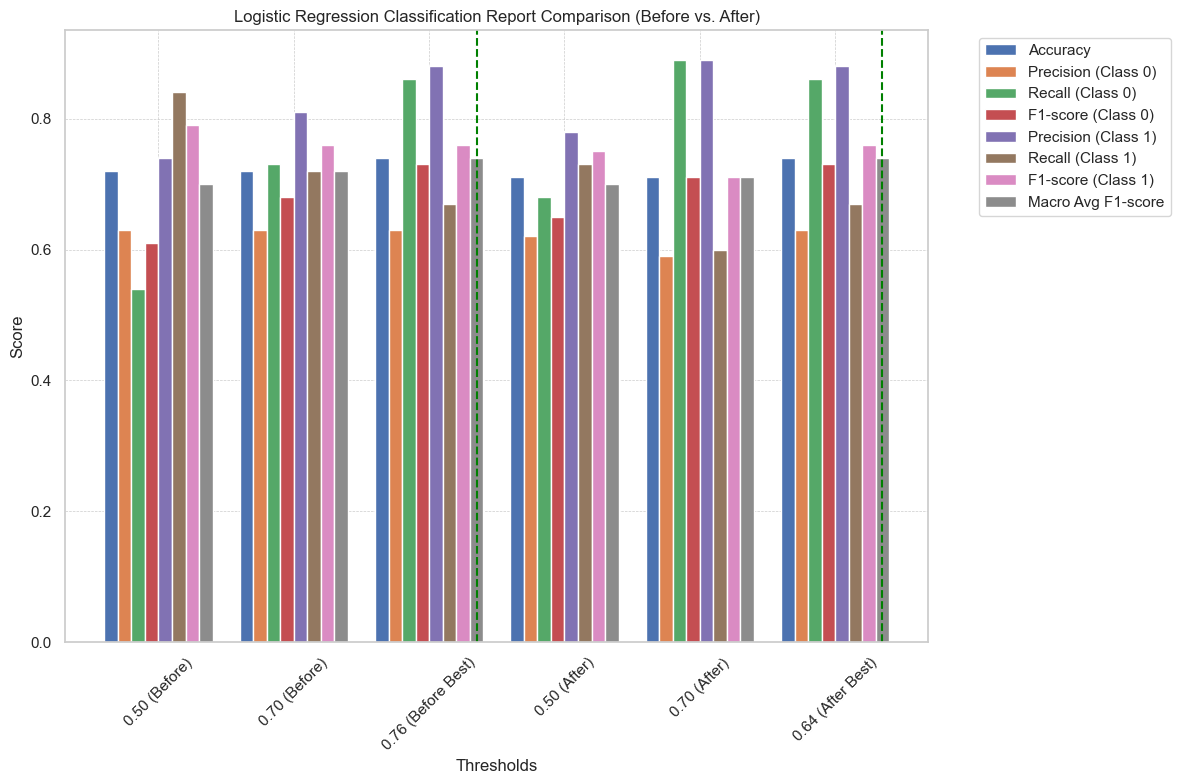 Logistic Regression Classification Report Comparison (Before vs. After)
Accuracy
Precision (Class 0)
Recall (Class 0)
F1-score (Class 0)
Precision (Class 1)
Recall (Class 1)
F1-score (Class 1)
Macro Avg F1-score
Score
0.8
0.6
0.4
0.2
0.0
0.50 (Before)
0.70 (Before)
0.76 (Before Best)
0.50 (After)
0.70 (After)
0.64 (After Best)
Thresholds